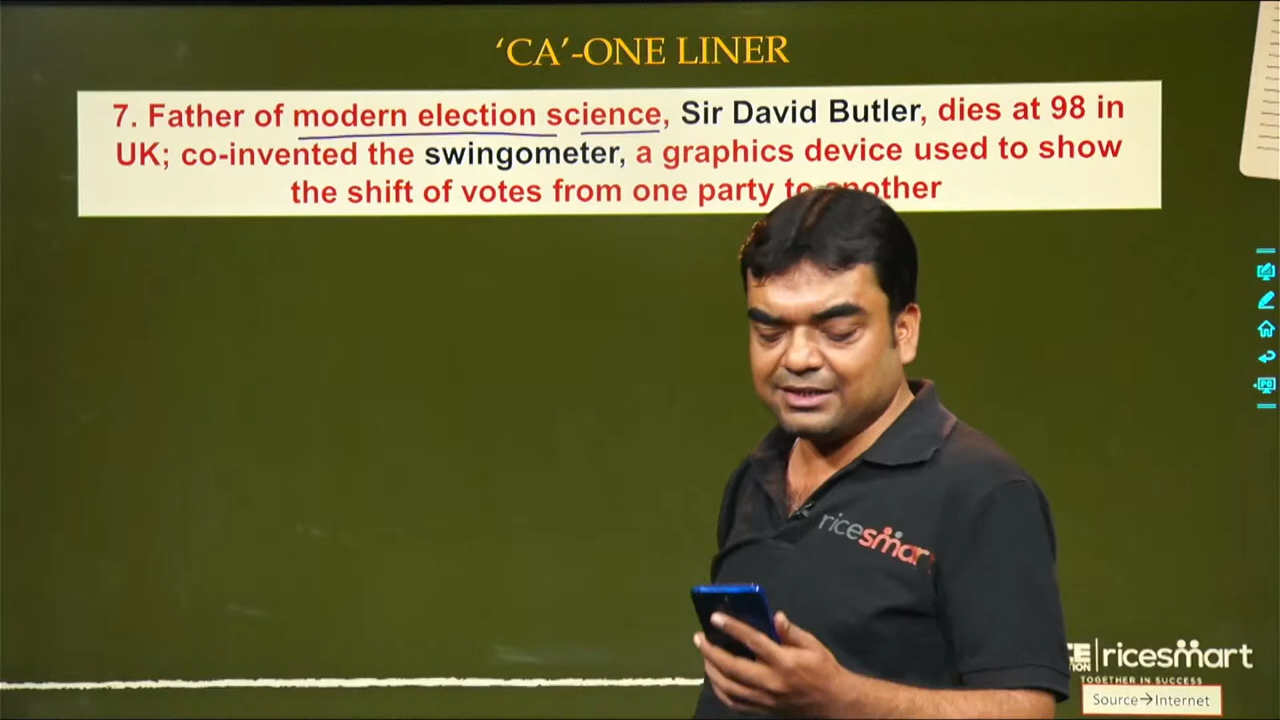 ‘CA’-ONE LINER
7. Father of modern election science, Sir David Butler, dies at 98 in
UK; co-invented the swingometer, a graphics device used to show
the shift of votes from one party to another
ricesmart
ricesmart
TOGETHER IN SUCCESS
Source→Internet